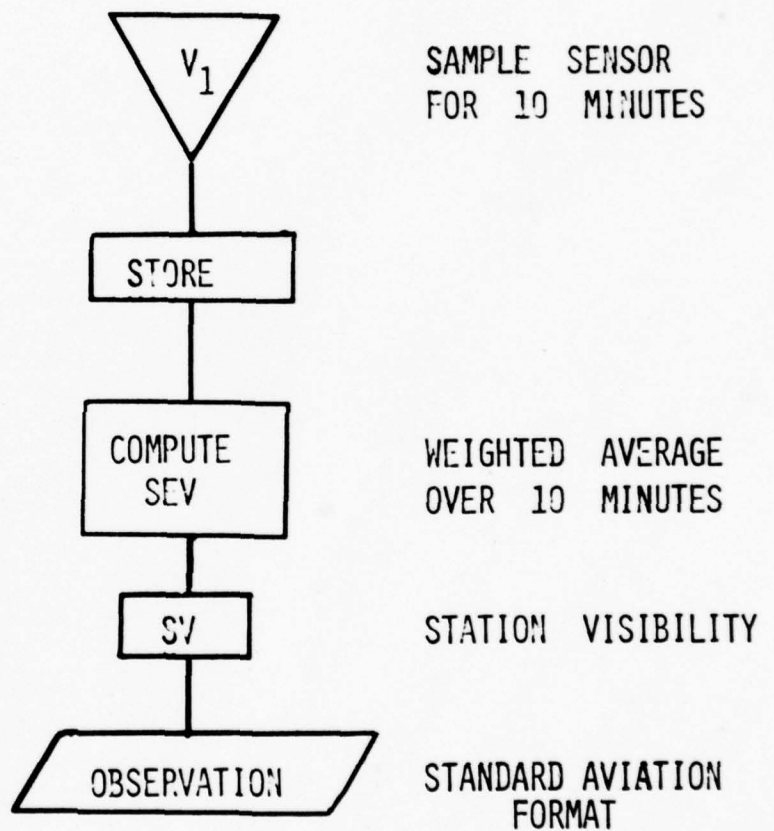 V1
SAMPLE SENSOR
FOR 10 MINUTES
STORE
COMPUTE
SEV
WEIGHTED AVERAGE
OVER 10 MINUTES
SV
STATION VISIBILITY
OBSERVATION
STANDARD AVIATION
FORMAT